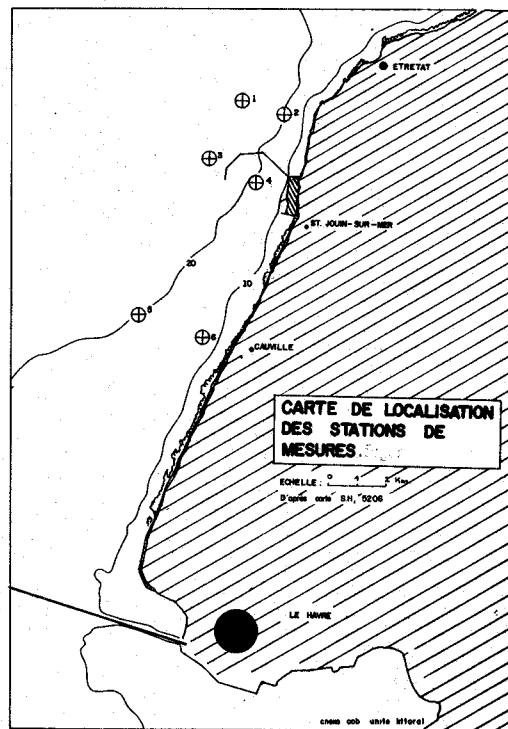 ETRETAT
1
2
3
4
ST. JOUIN-SUR-MER
20
10
5
6
CAUVILLE
CARTE DE LOCALISATION
DES STATIONS DE
MESURES
ECHELLE: 0 1 2 Km
D'après carte S.H. 5206
LE HAVRE
cnexo cob unite littoral